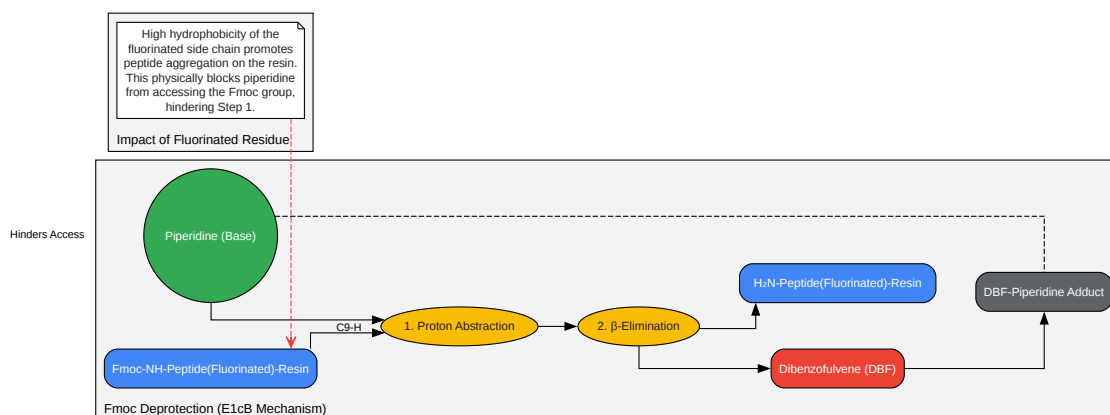 High hydrophobicity of the
fluorinated side chain promotes
peptide aggregation on the resin.
This physically blocks piperidine
from accessing the Fmoc group,
hindering Step 1.
Impact of Fluorinated Residue
Hinders Access
Piperidine (Base)
H₂N-Peptide(Fluorinated)-Resin
DBF-Piperidine Adduct
C9-H
1. Proton Abstraction
2. β-Elimination
Fmoc-NH-Peptide(Fluorinated)-Resin
Dibenzofulvene (DBF)
Fmoc Deprotection (E1cB Mechanism)